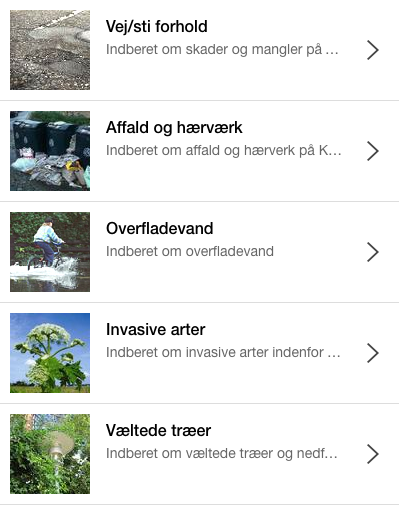 Vej/sti forhold
Indberet om skader og mangler på ...
Affald og hærværk
Indberet om affald og hærverk på K...
Overfladevand
Indberet om overfladevand
Invasive arter
Indberet om invasive arter indenfor ...
Væltede træer
Indberet om væltede træer og nedf...